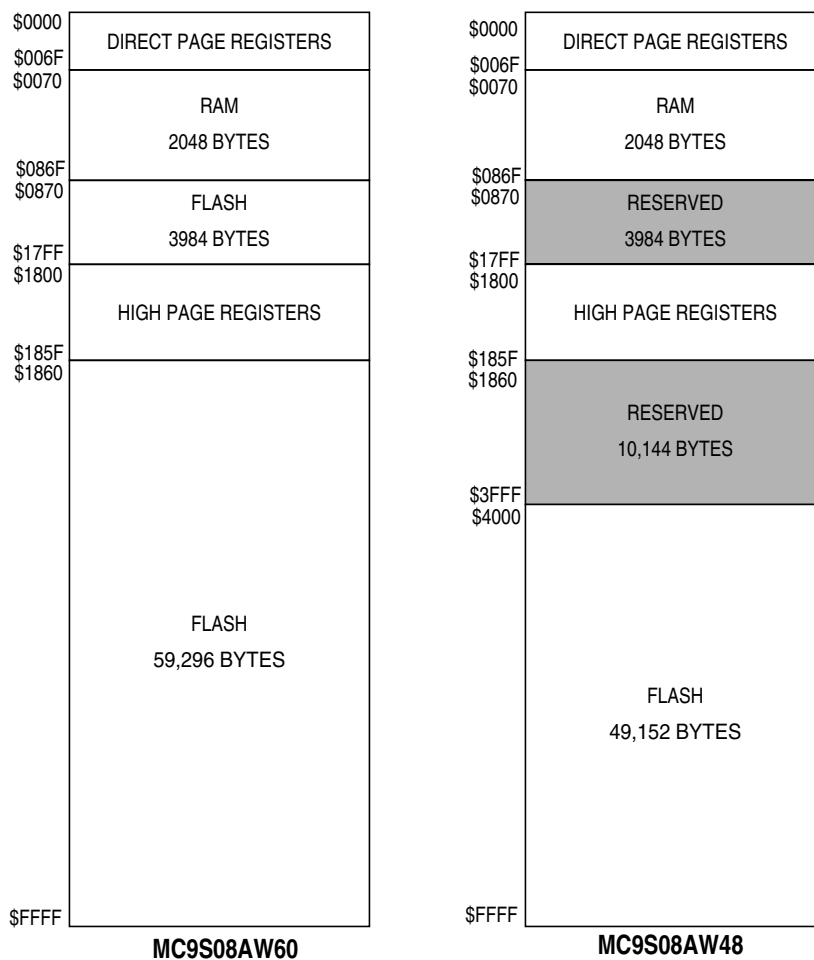 $0000
DIRECT PAGE REGISTERS
$006F
$0070
RAM
2048 BYTES
$086F
$0870
FLASH
3984 BYTES
$17FF
$1800
HIGH PAGE REGISTERS
$185F
$1860
FLASH
59,296 BYTES
$FFFF
MC9S08AW60
$0000
DIRECT PAGE REGISTERS
$006F
$0070
RAM
2048 BYTES
$086F
$0870
RESERVED
3984 BYTES
$17FF
$1800
HIGH PAGE REGISTERS
$185F
$1860
RESERVED
10,144 BYTES
$3FFF
$4000
FLASH
49,152 BYTES
$FFFF
MC9S08AW48